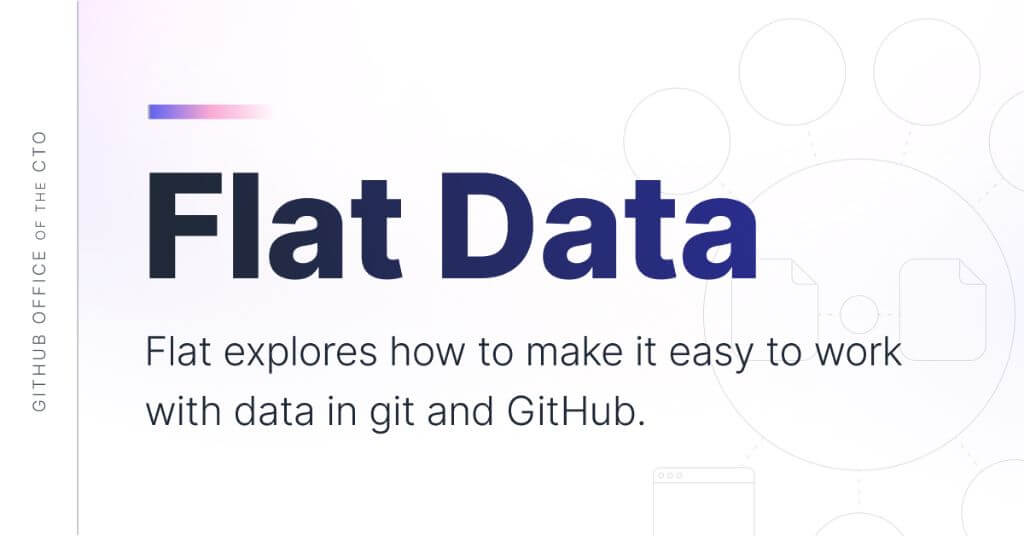 GITHUB OFFICE OF THE CTO
Flat Data
Flat explores how to make it easy to work
with data in git and GitHub.